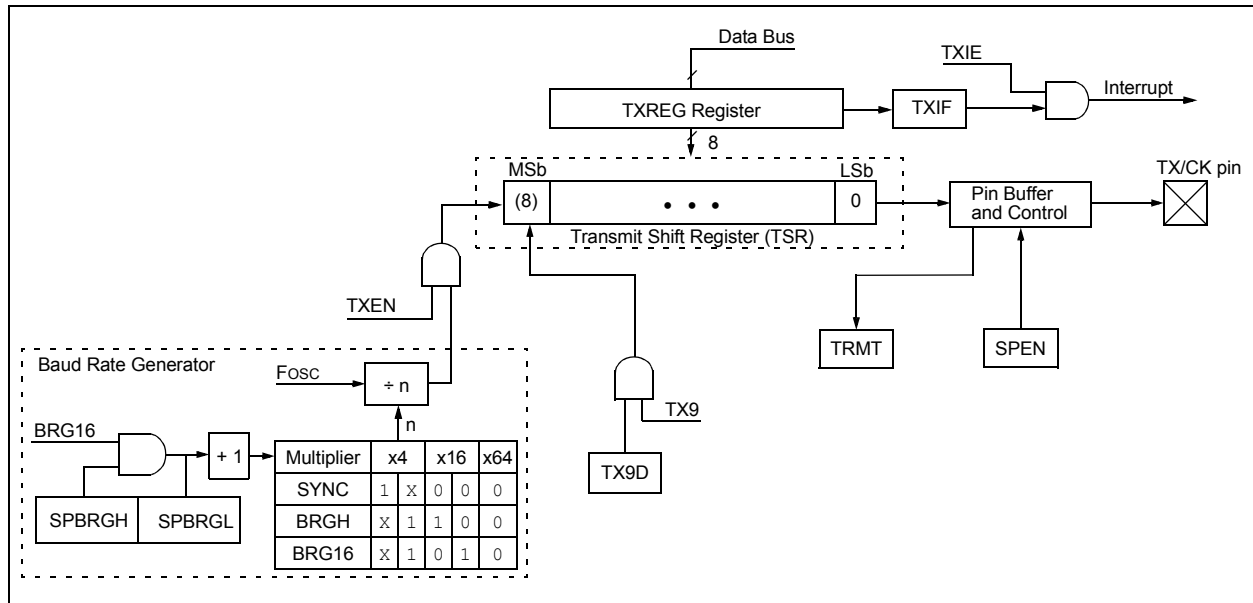 Data Bus
TXIE
Interrupt
TXREG Register
TXIF
8
MSb
LSb
TX/CK pin
(8)
• • •
0
Pin Buffer
and Control
Transmit Shift Register (TSR)
TXEN
TRMT
SPEN
Baud Rate Generator
FOSC
÷ n
n
TX9
BRG16
+ 1
Multiplier x4 x16 x64
SYNC 1 X 0 0 0
BRGH X 1 1 0 0
BRG16 X 1 0 1 0
SPBRGH SPBRGL
TX9D